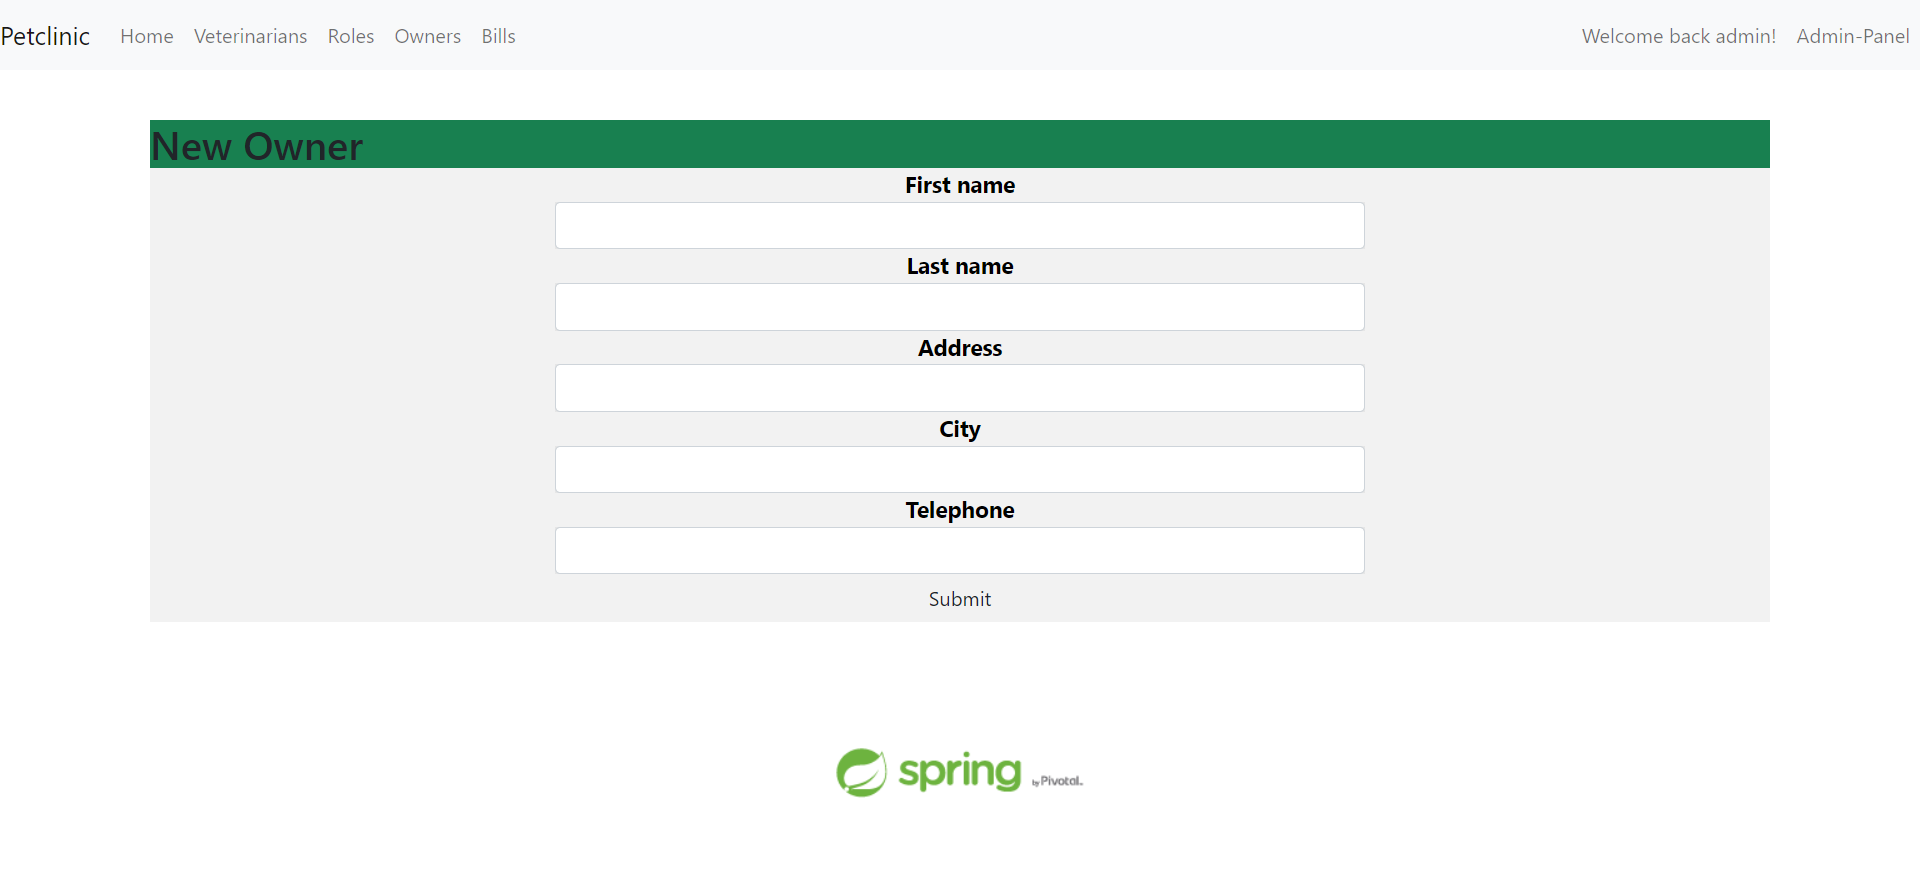 Petclinic Home Veterinarians Roles Owners Bills Welcome back admin! Admin-Panel
New Owner
First name
Last name
Address
City
Telephone
Submit
spring by Pivotal.